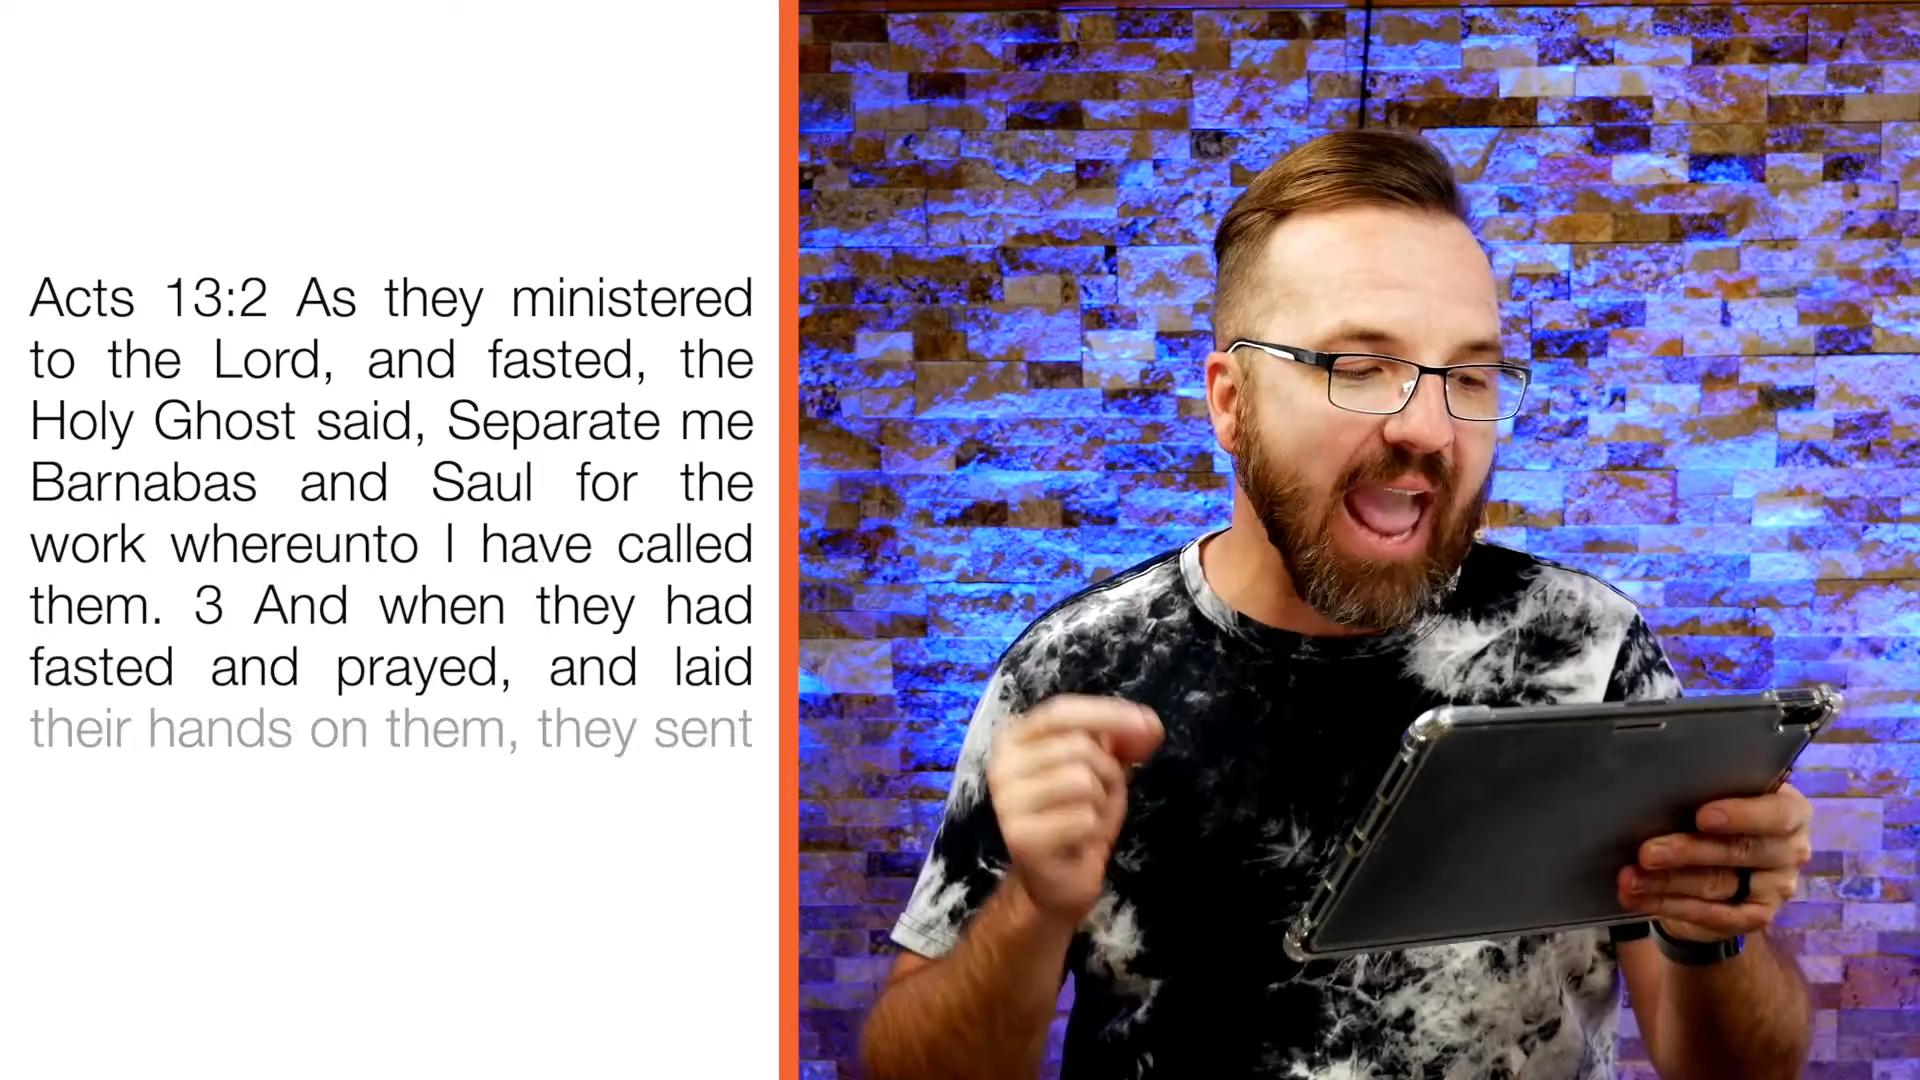 Acts 13:2 As they ministered
to the Lord, and fasted, the
Holy Ghost said, Separate me
Barnabas and Saul for the
work whereunto I have called
them. 3 And when they had
fasted and prayed, and laid
their hands on them, they sent